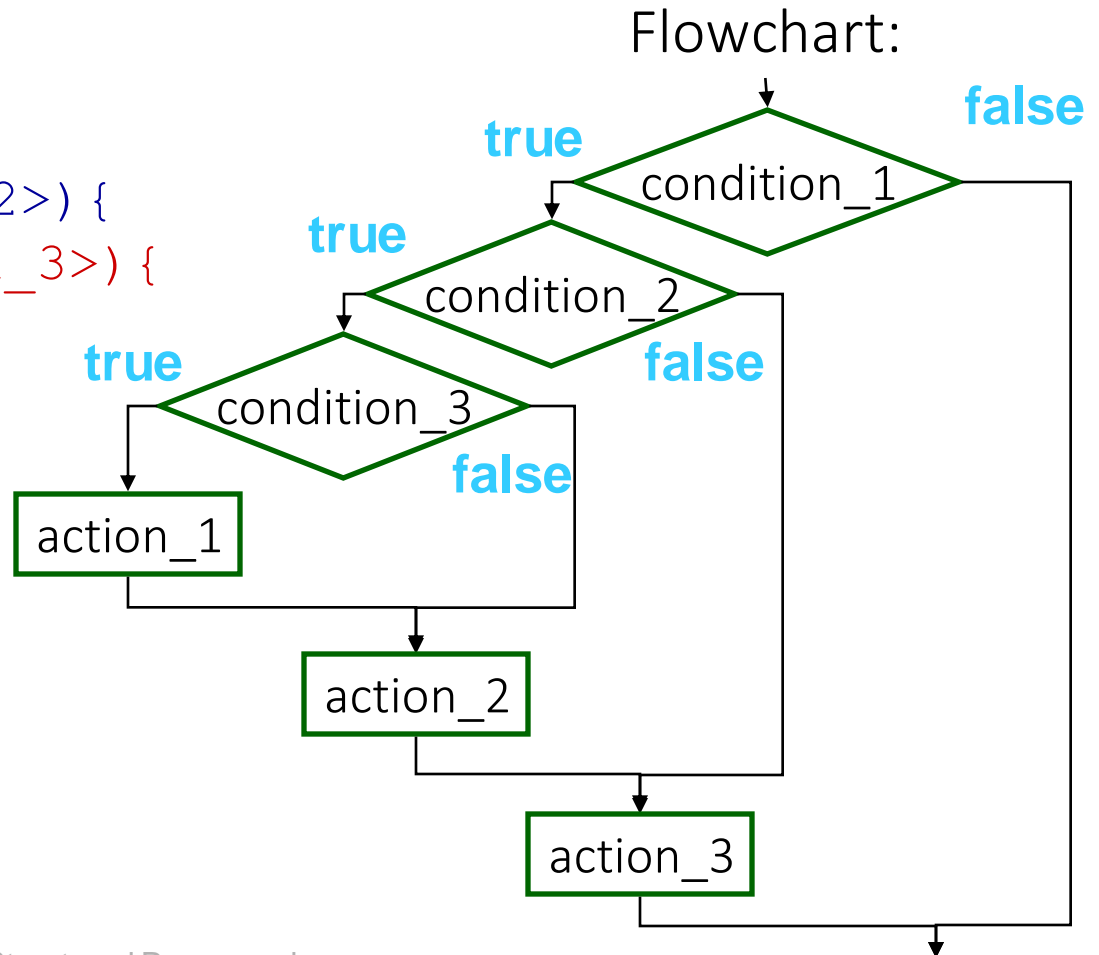 Flowchart:
false
true
condition_1
2>) {
true
_3>) {
condition_2
true
false
condition_3
false
action_1
action_2
action_3